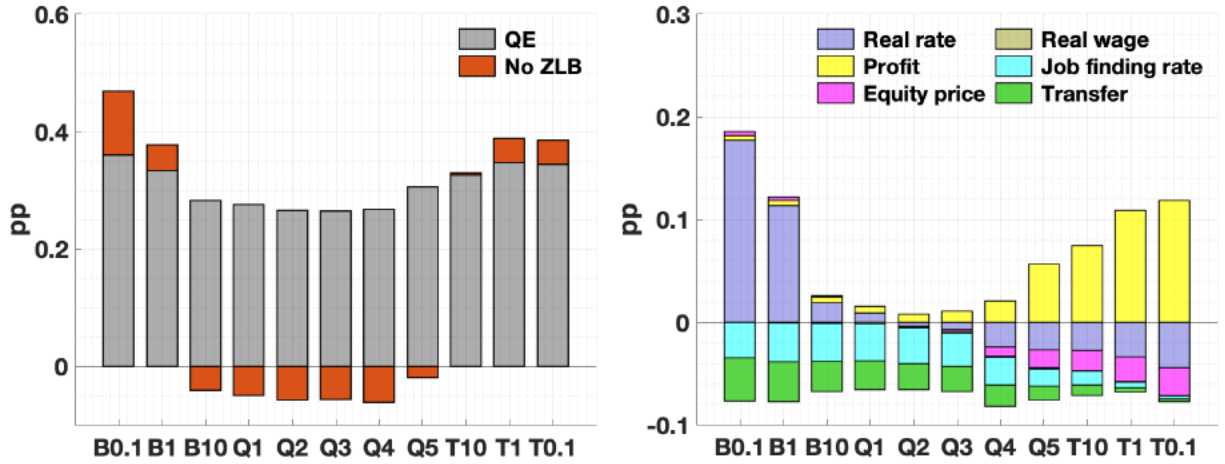 0.6
0.4
0.2
0
pp
QE
No ZLB
B0.1 B1 B10 Q1 Q2 Q3 Q4 Q5 T10 T1 T0.1
0.3
0.2
0.1
0
-0.1
pp
Real rate
Profit
Equity price
Real wage
Job finding rate
Transfer
B0.1 B1 B10 Q1 Q2 Q3 Q4 Q5 T10 T1 T0.1